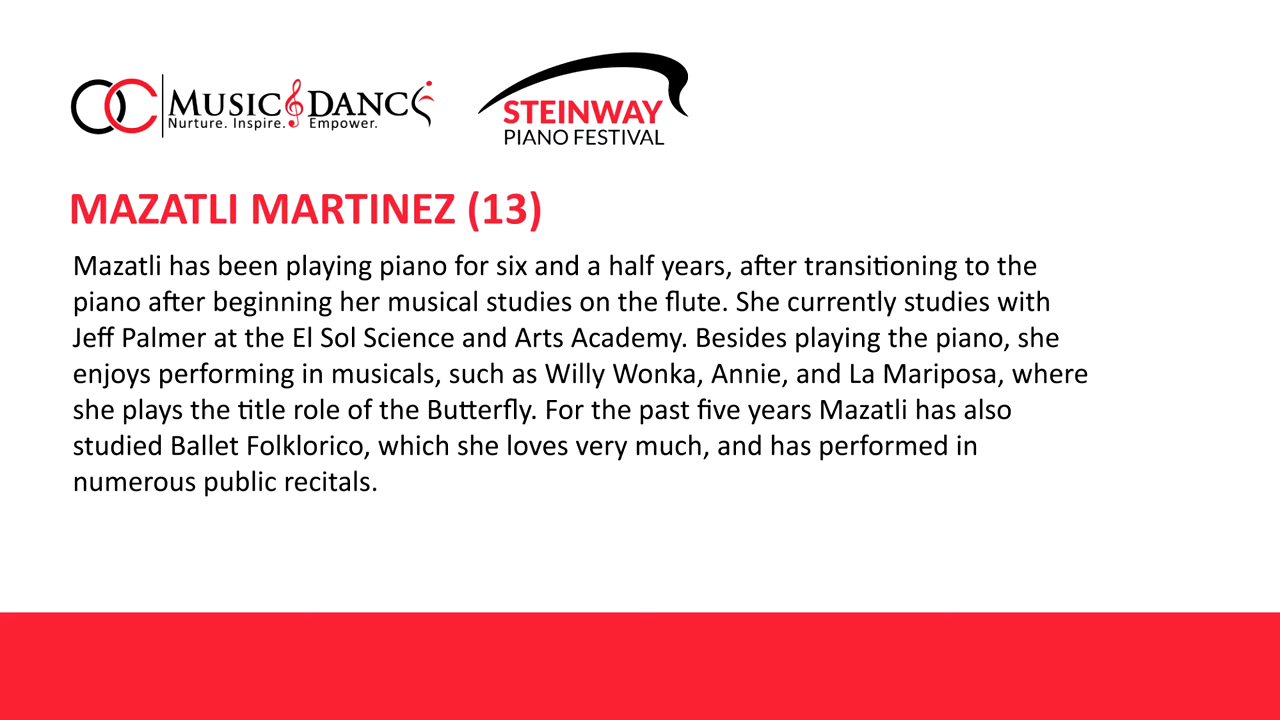 OC MUSIC & DANCE
Nurture. Inspire. Empower.
STEINWAY
PIANO FESTIVAL
MAZATLI MARTINEZ (13)
Mazatli has been playing piano for six and a half years, after transitioning to the
piano after beginning her musical studies on the flute. She currently studies with
Jeff Palmer at the El Sol Science and Arts Academy. Besides playing the piano, she
enjoys performing in musicals, such as Willy Wonka, Annie, and La Mariposa, where
she plays the title role of the Butterfly. For the past five years Mazatli has also
studied Ballet Folklorico, which she loves very much, and has performed in
numerous public recitals.